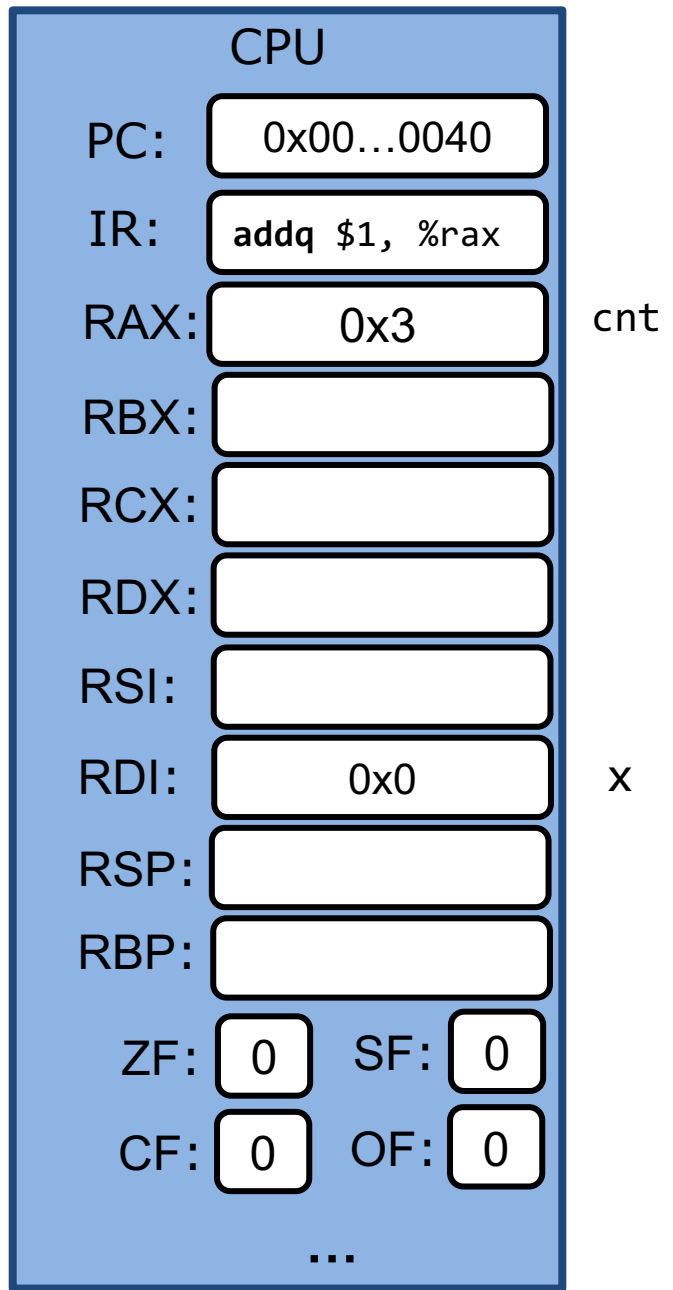 CPU
PC: 0x00...0040
IR: addq $1, %rax
RAX: 0x3 cnt
RBX:
RCX:
RDX:
RSI:
RDI: 0x0 x
RSP:
RBP:
ZF: 0 SF: 0
CF: 0 OF: 0
...